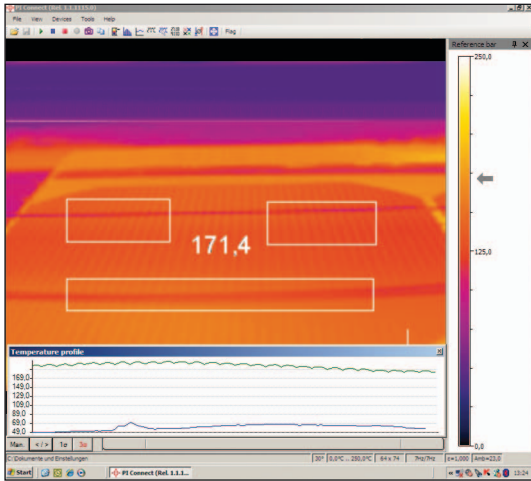 PI Connect (Rel. 1.1.1113.0)
File View Devices Tools Help
Flag
Reference bar
250,0
125,0
0,0
171,4
Temperature profile
169,0
149,0
129,0
109,0
89,0
69,0
49,0
Man. </> 1σ 3σ
C:\Dokumente und Einstellungen
30° 0.0°C .. 250,0°C 64 x 74 7Hz/7Hz ε=1,000 Amb=23,0
Start PI Connect (Rel. 1.1.1... 13:24